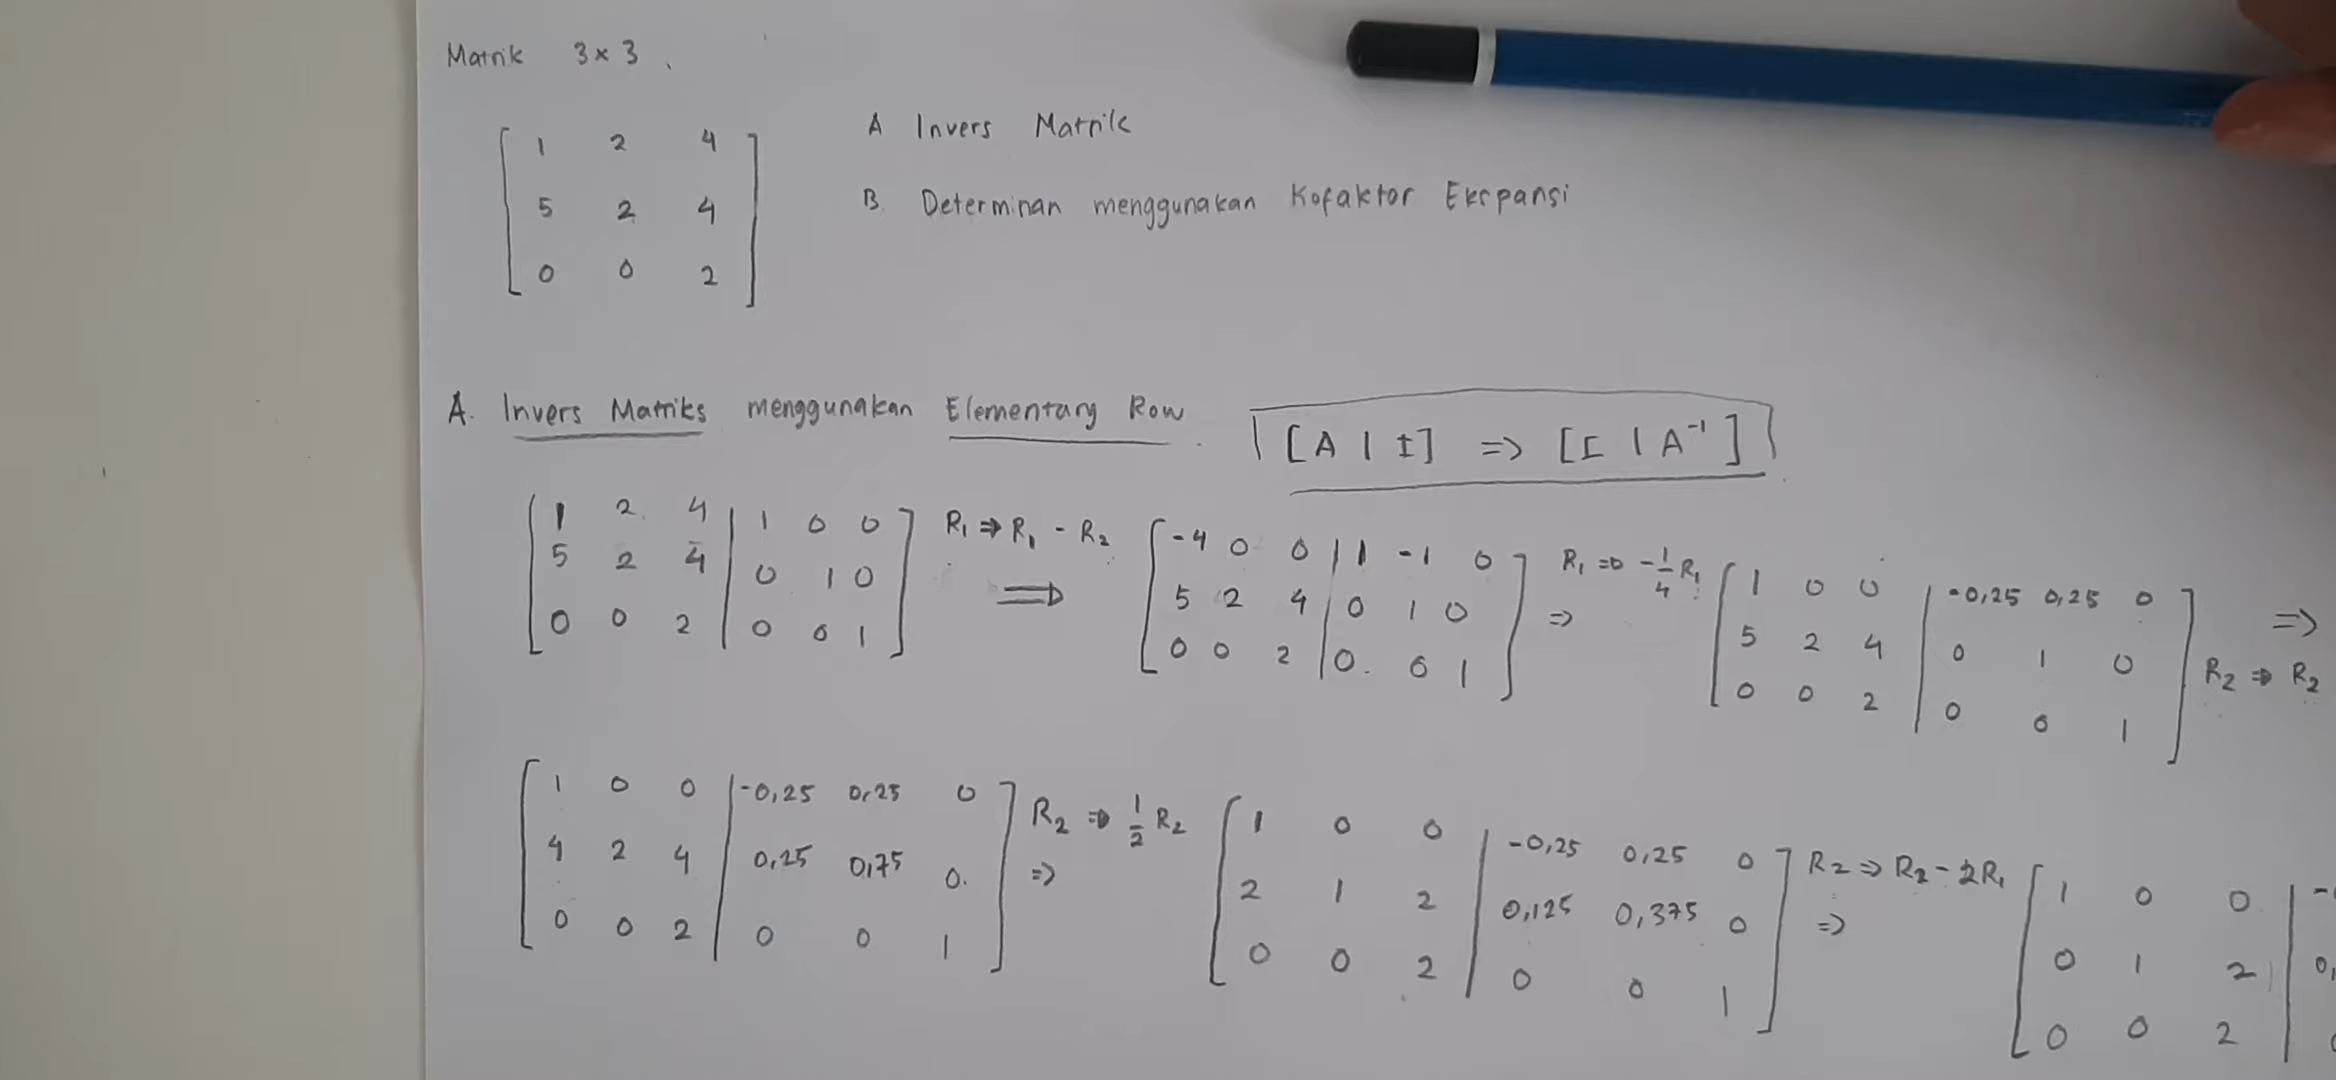 Matrik 3×3.
[ 1 2 4
5 2 4
0 0 2 ]
A Invers Matrik
B. Determinan menggunakan Kofaktor Ekspansi
A. Invers Matriks menggunakan Elementary Row.
[A | I] => [I | A⁻¹]
[ 1 2 4 | 1 0 0
5 2 4 | 0 1 0
0 0 2 | 0 0 1 ]
R₁ => R₁ - R₂
=>
[ -4 0 0 | 1 -1 0
5 2 4 | 0 1 0
0 0 2 | 0 0 1 ]
R₁ => -1/4 R₁
=>
[ 1 0 0 | -0,25 0,25 0
5 2 4 | 0 1 0
0 0 2 | 0 0 1 ]
=>
R₂ => R₂
[ 1 0 0 | -0,25 0,25 0
4 2 4 | 0,25 0,75 0.
0 0 2 | 0 0 1 ]
R₂ => 1/2 R₂
=>
[ 1 0 0 | -0,25 0,25 0
2 1 2 | 0,125 0,375 0
0 0 2 | 0 0 1 ]
R₂ => R₂ - 2R₁
=>
[ 1 0 0 | -
0 1 2 | 0,
0 0 2 |